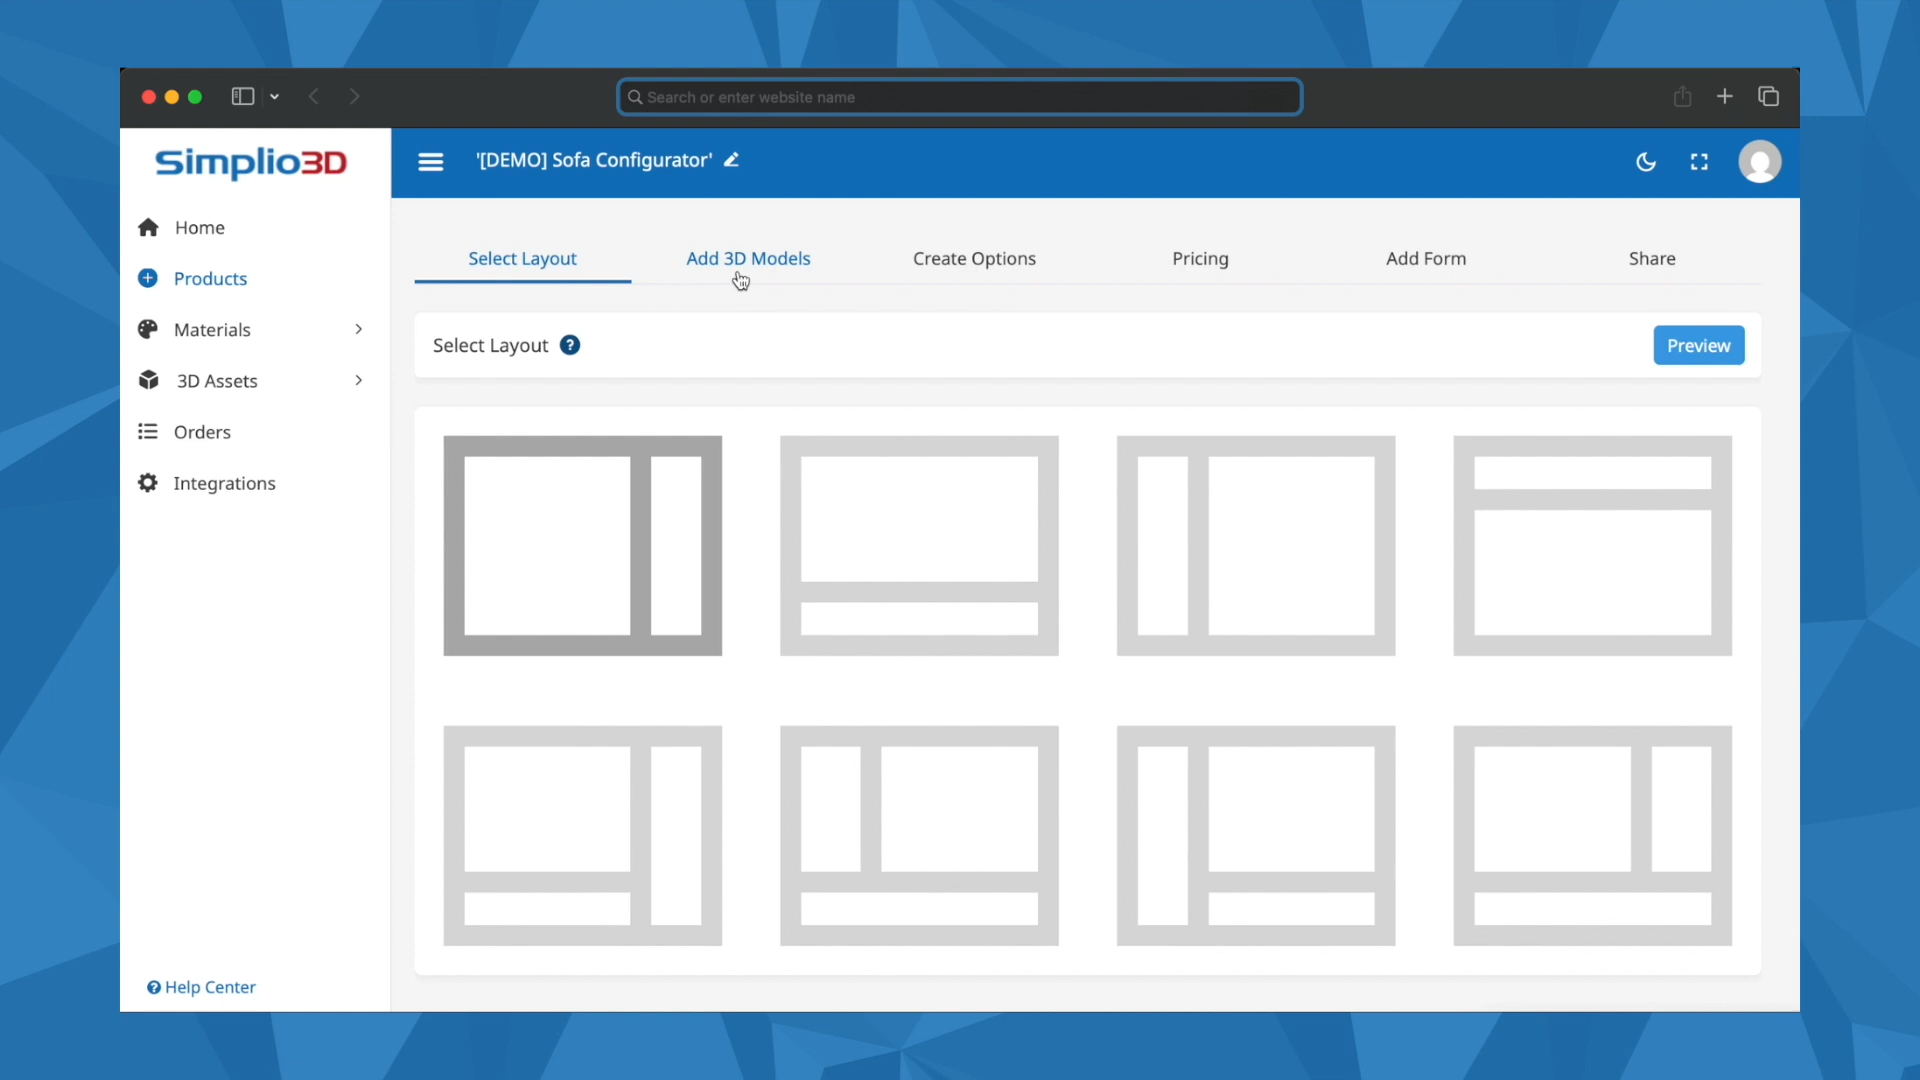 Search or enter website name
Simplio3D
'[DEMO] Sofa Configurator'
Home
Products
Materials
3D Assets
Orders
Integrations
Help Center
Select Layout
Add 3D Models
Create Options
Pricing
Add Form
Share
Select Layout
Preview